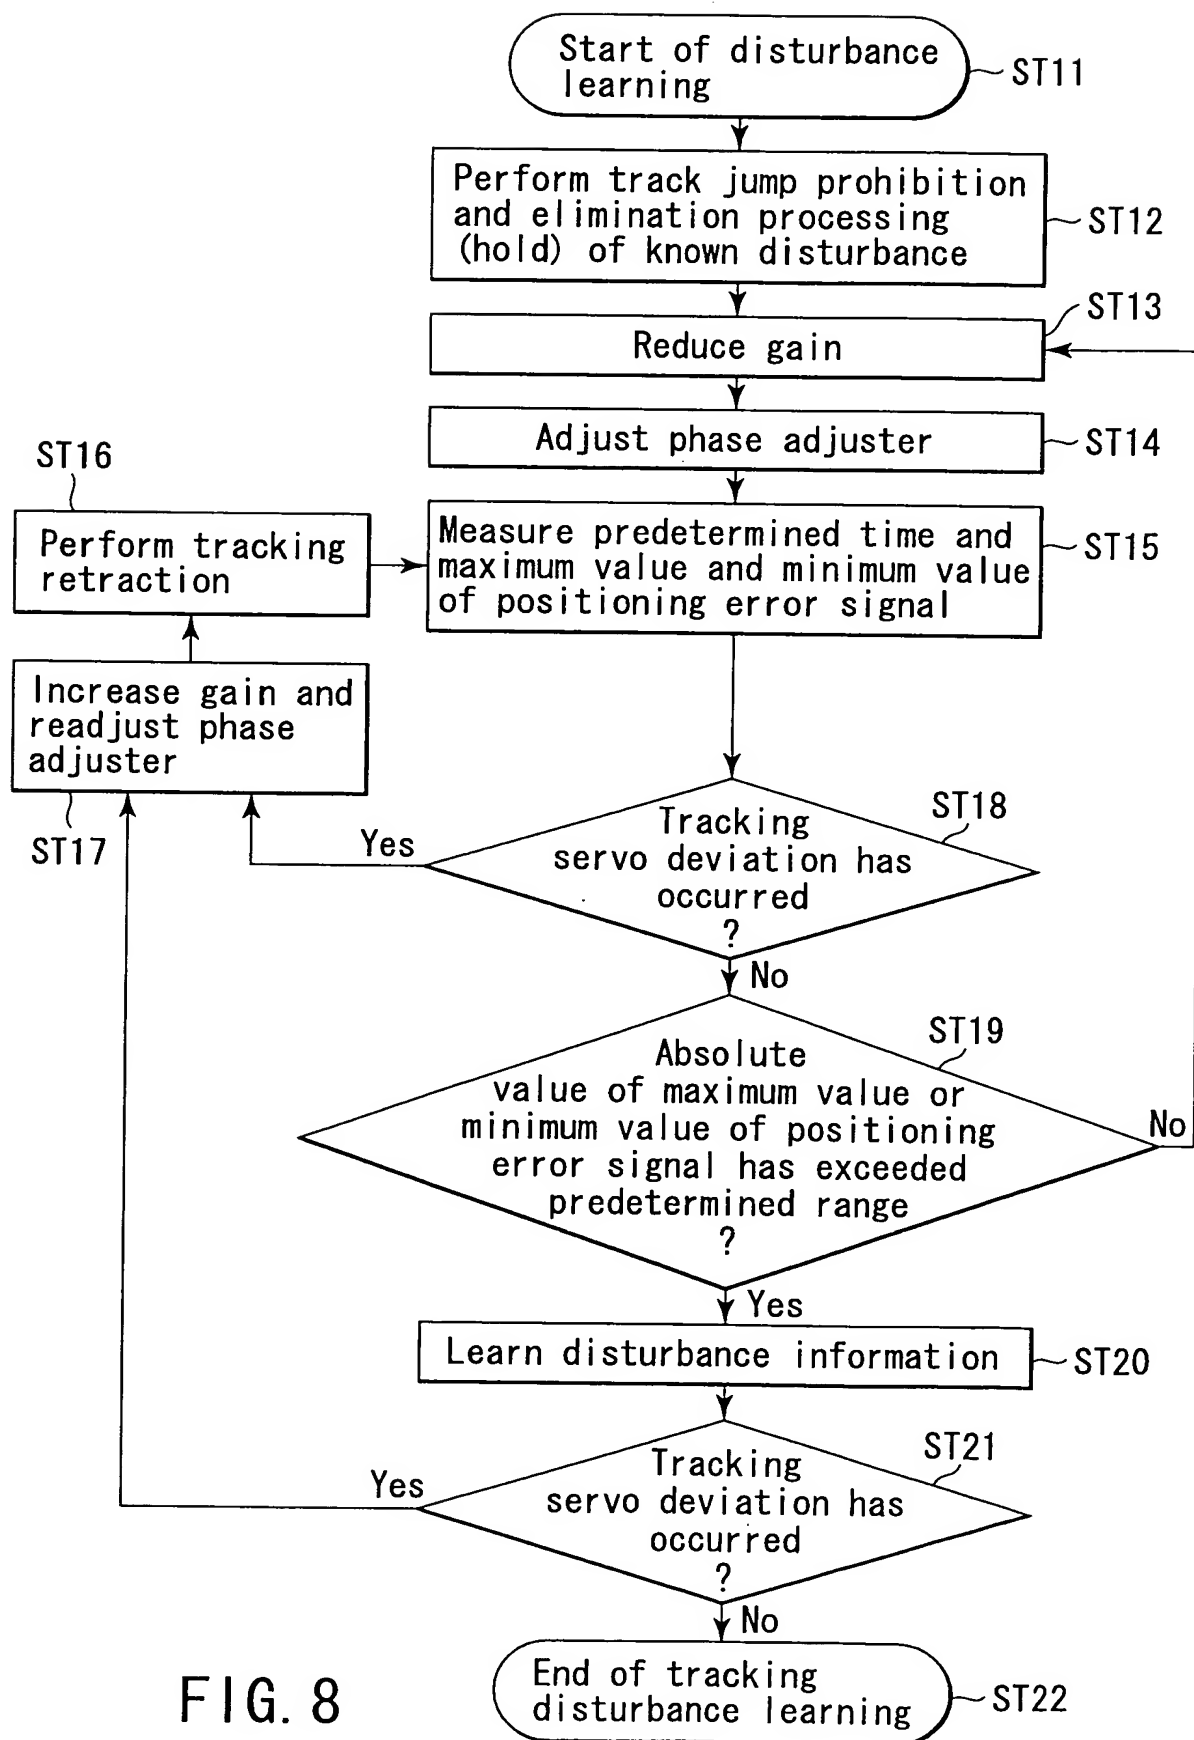 Start of disturbance
learning
ST11
Perform track jump prohibition
and elimination processing
(hold) of known disturbance
ST12
ST13
Reduce gain
Adjust phase adjuster
ST14
ST16
Perform tracking
retraction
Measure predetermined time and
maximum value and minimum value
of positioning error signal
ST15
Increase gain and
readjust phase
adjuster
ST17
Yes
Tracking
servo deviation has
occurred
?
ST18
No
ST19
Absolute
value of maximum value or
minimum value of positioning
error signal has exceeded
predetermined range
?
No
Yes
Learn disturbance information
ST20
Yes
Tracking
servo deviation has
occurred
?
ST21
No
End of tracking
disturbance learning
ST22
FIG. 8